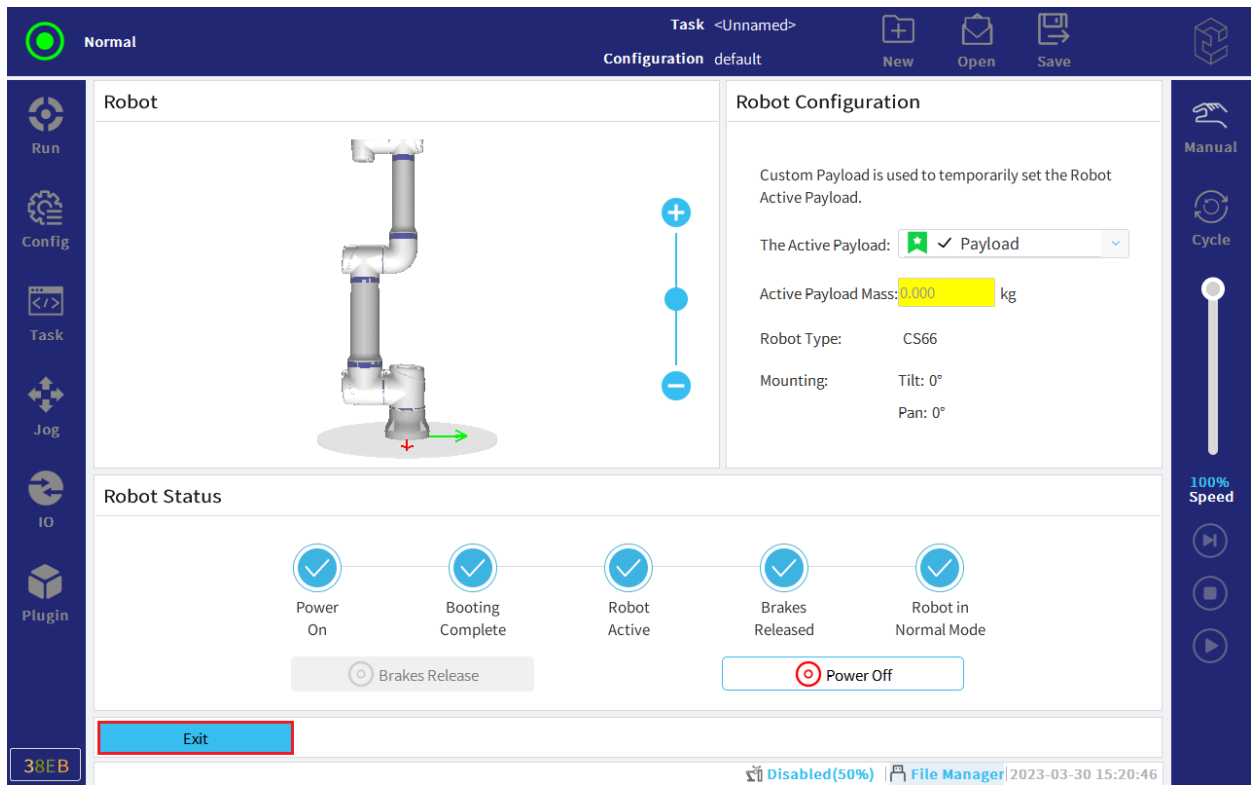 Normal
Task <Unnamed>
Configuration default
New
Open
Save
Run
Config
Task
Jog
IO
Plugin
38EB
Robot
Robot Configuration
Custom Payload is used to temporarily set the Robot
Active Payload.
The Active Payload: Payload
Active Payload Mass: 0.000 kg
Robot Type: CS66
Mounting: Tilt: 0°
Pan: 0°
Robot Status
Power
On
Booting
Complete
Robot
Active
Brakes
Released
Robot in
Normal Mode
Brakes Release
Power Off
Exit
Disabled(50%) | File Manager | 2023-03-30 15:20:46
Manual
Cycle
100%
Speed